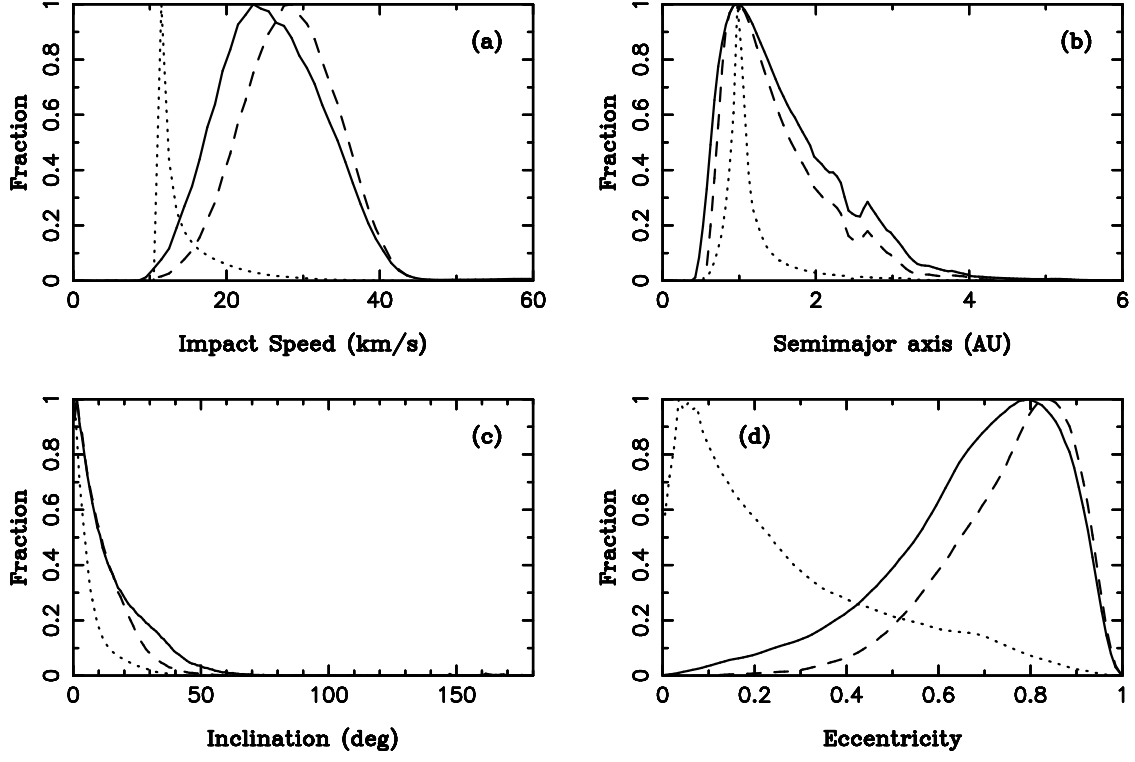 (a)
Fraction
0 0.2 0.4 0.6 0.8 1
0 20 40 60
Impact Speed (km/s)
(b)
Fraction
0 0.2 0.4 0.6 0.8 1
0 2 4 6
Semimajor axis (AU)
(c)
Fraction
0 0.2 0.4 0.6 0.8 1
0 50 100 150
Inclination (deg)
(d)
Fraction
0 0.2 0.4 0.6 0.8 1
0 0.2 0.4 0.6 0.8 1
Eccentricity